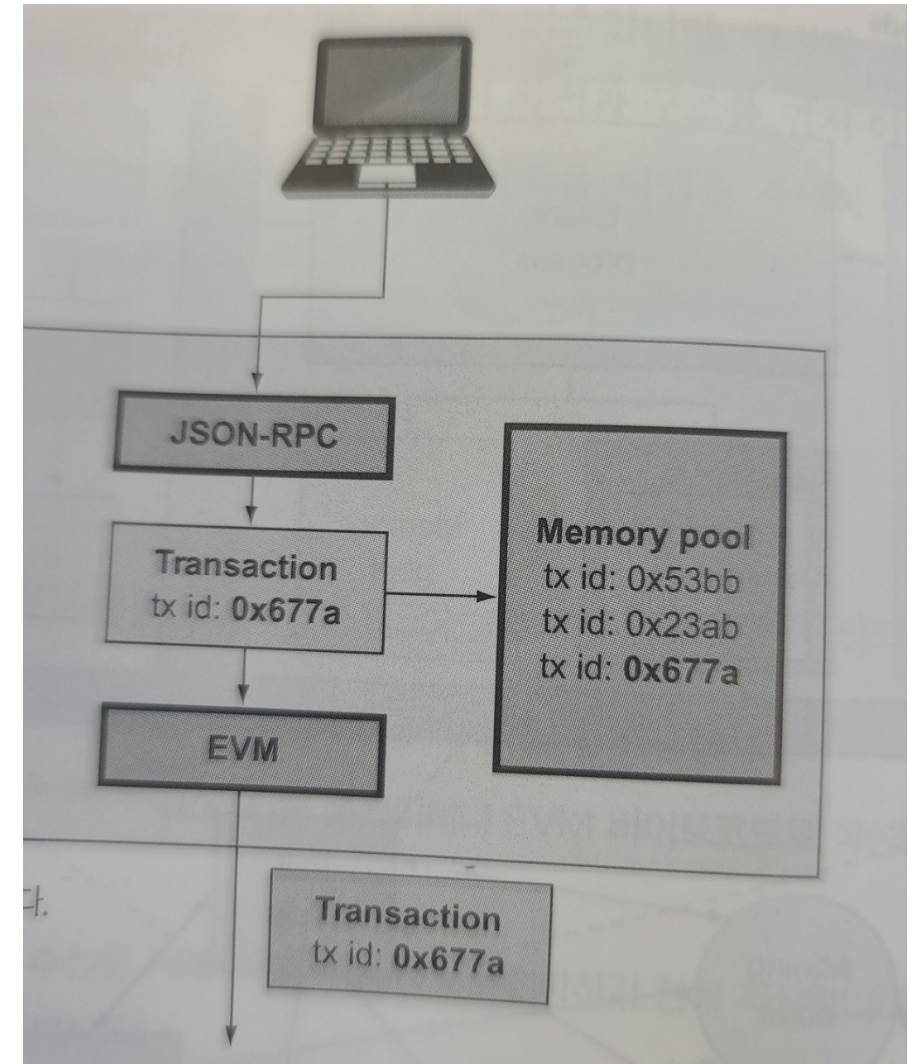 JSON-RPC
Transaction
tx id: 0x677a
Memory pool
tx id: 0x53bb
tx id: 0x23ab
tx id: 0x677a
EVM
다.
Transaction
tx id: 0x677a